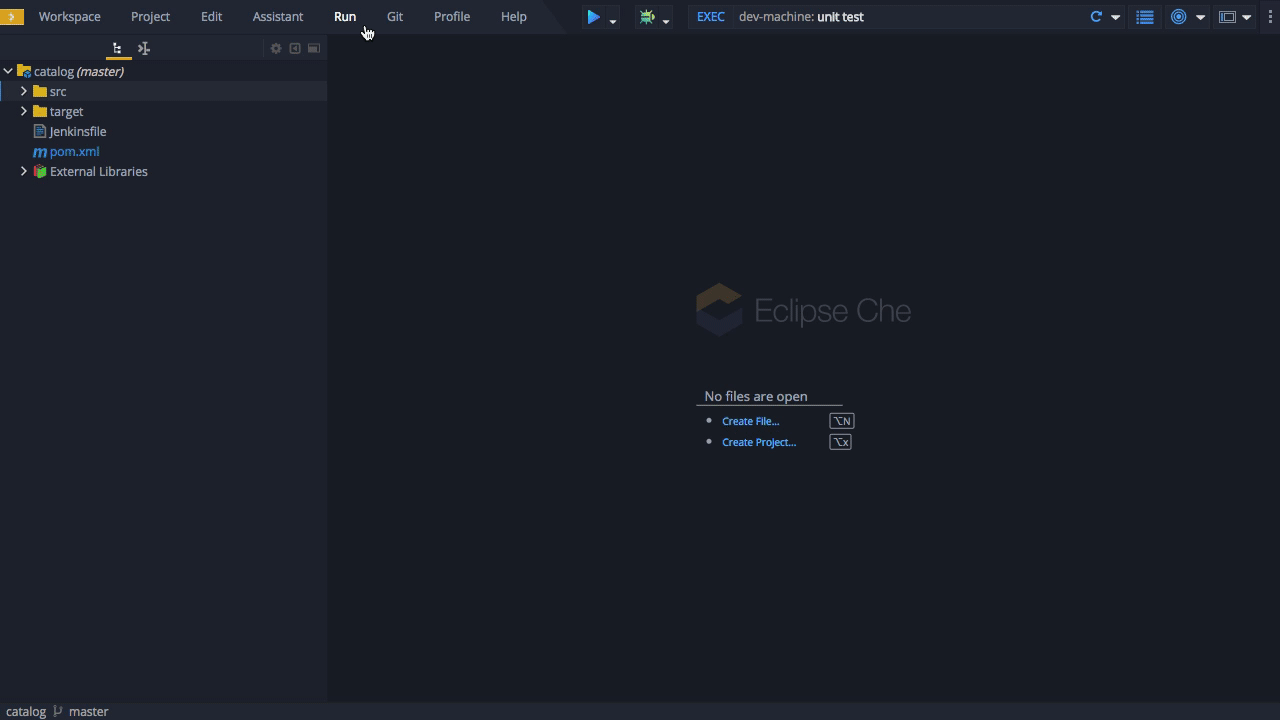 Workspace Project Edit Assistant Run Git Profile Help EXEC dev-machine: unit test
catalog (master)
src
target
Jenkinsfile
m pom.xml
External Libraries
Eclipse Che
No files are open
Create File... ⌥N
Create Project... ⌥x
catalog master